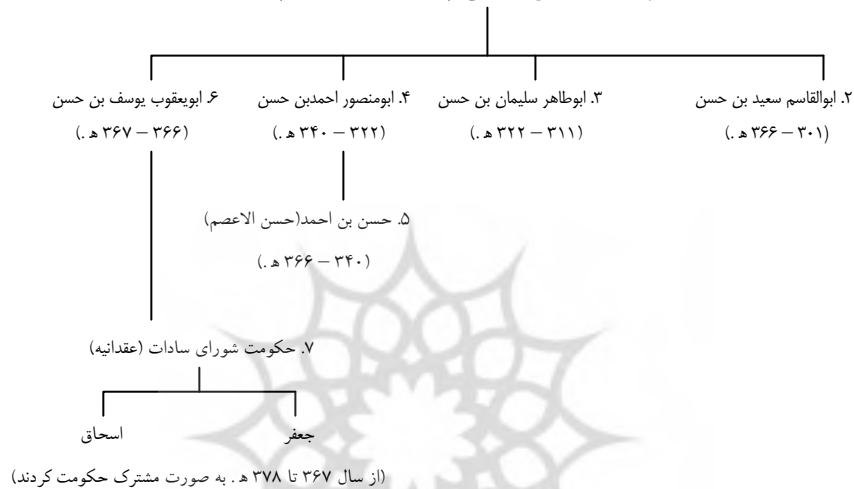 ۲. ابوالقاسم سعید بن حسن
۳. ابوطاهر سلیمان بن حسن
۴. ابومنصور احمدبن حسن
۶. ابویعقوب یوسف بن حسن
(۳۰۱ – ۳۶۶ ه .)
(۳۱۱ – ۳۲۲ ه .)
(۳۲۲ – ۳۴۰ ه .)
(۳۶۶ – ۳۶۷ ه .)
۵. حسن بن احمد(حسن الاعصم)
(۳۴۰ – ۳۶۶ ه .)
۷. حکومت شورای سادات (عقدانیه)
جعفر
اسحاق
(از سال ۳۶۷ تا ۳۷۸ ه . به صورت مشترک حکومت کردند)